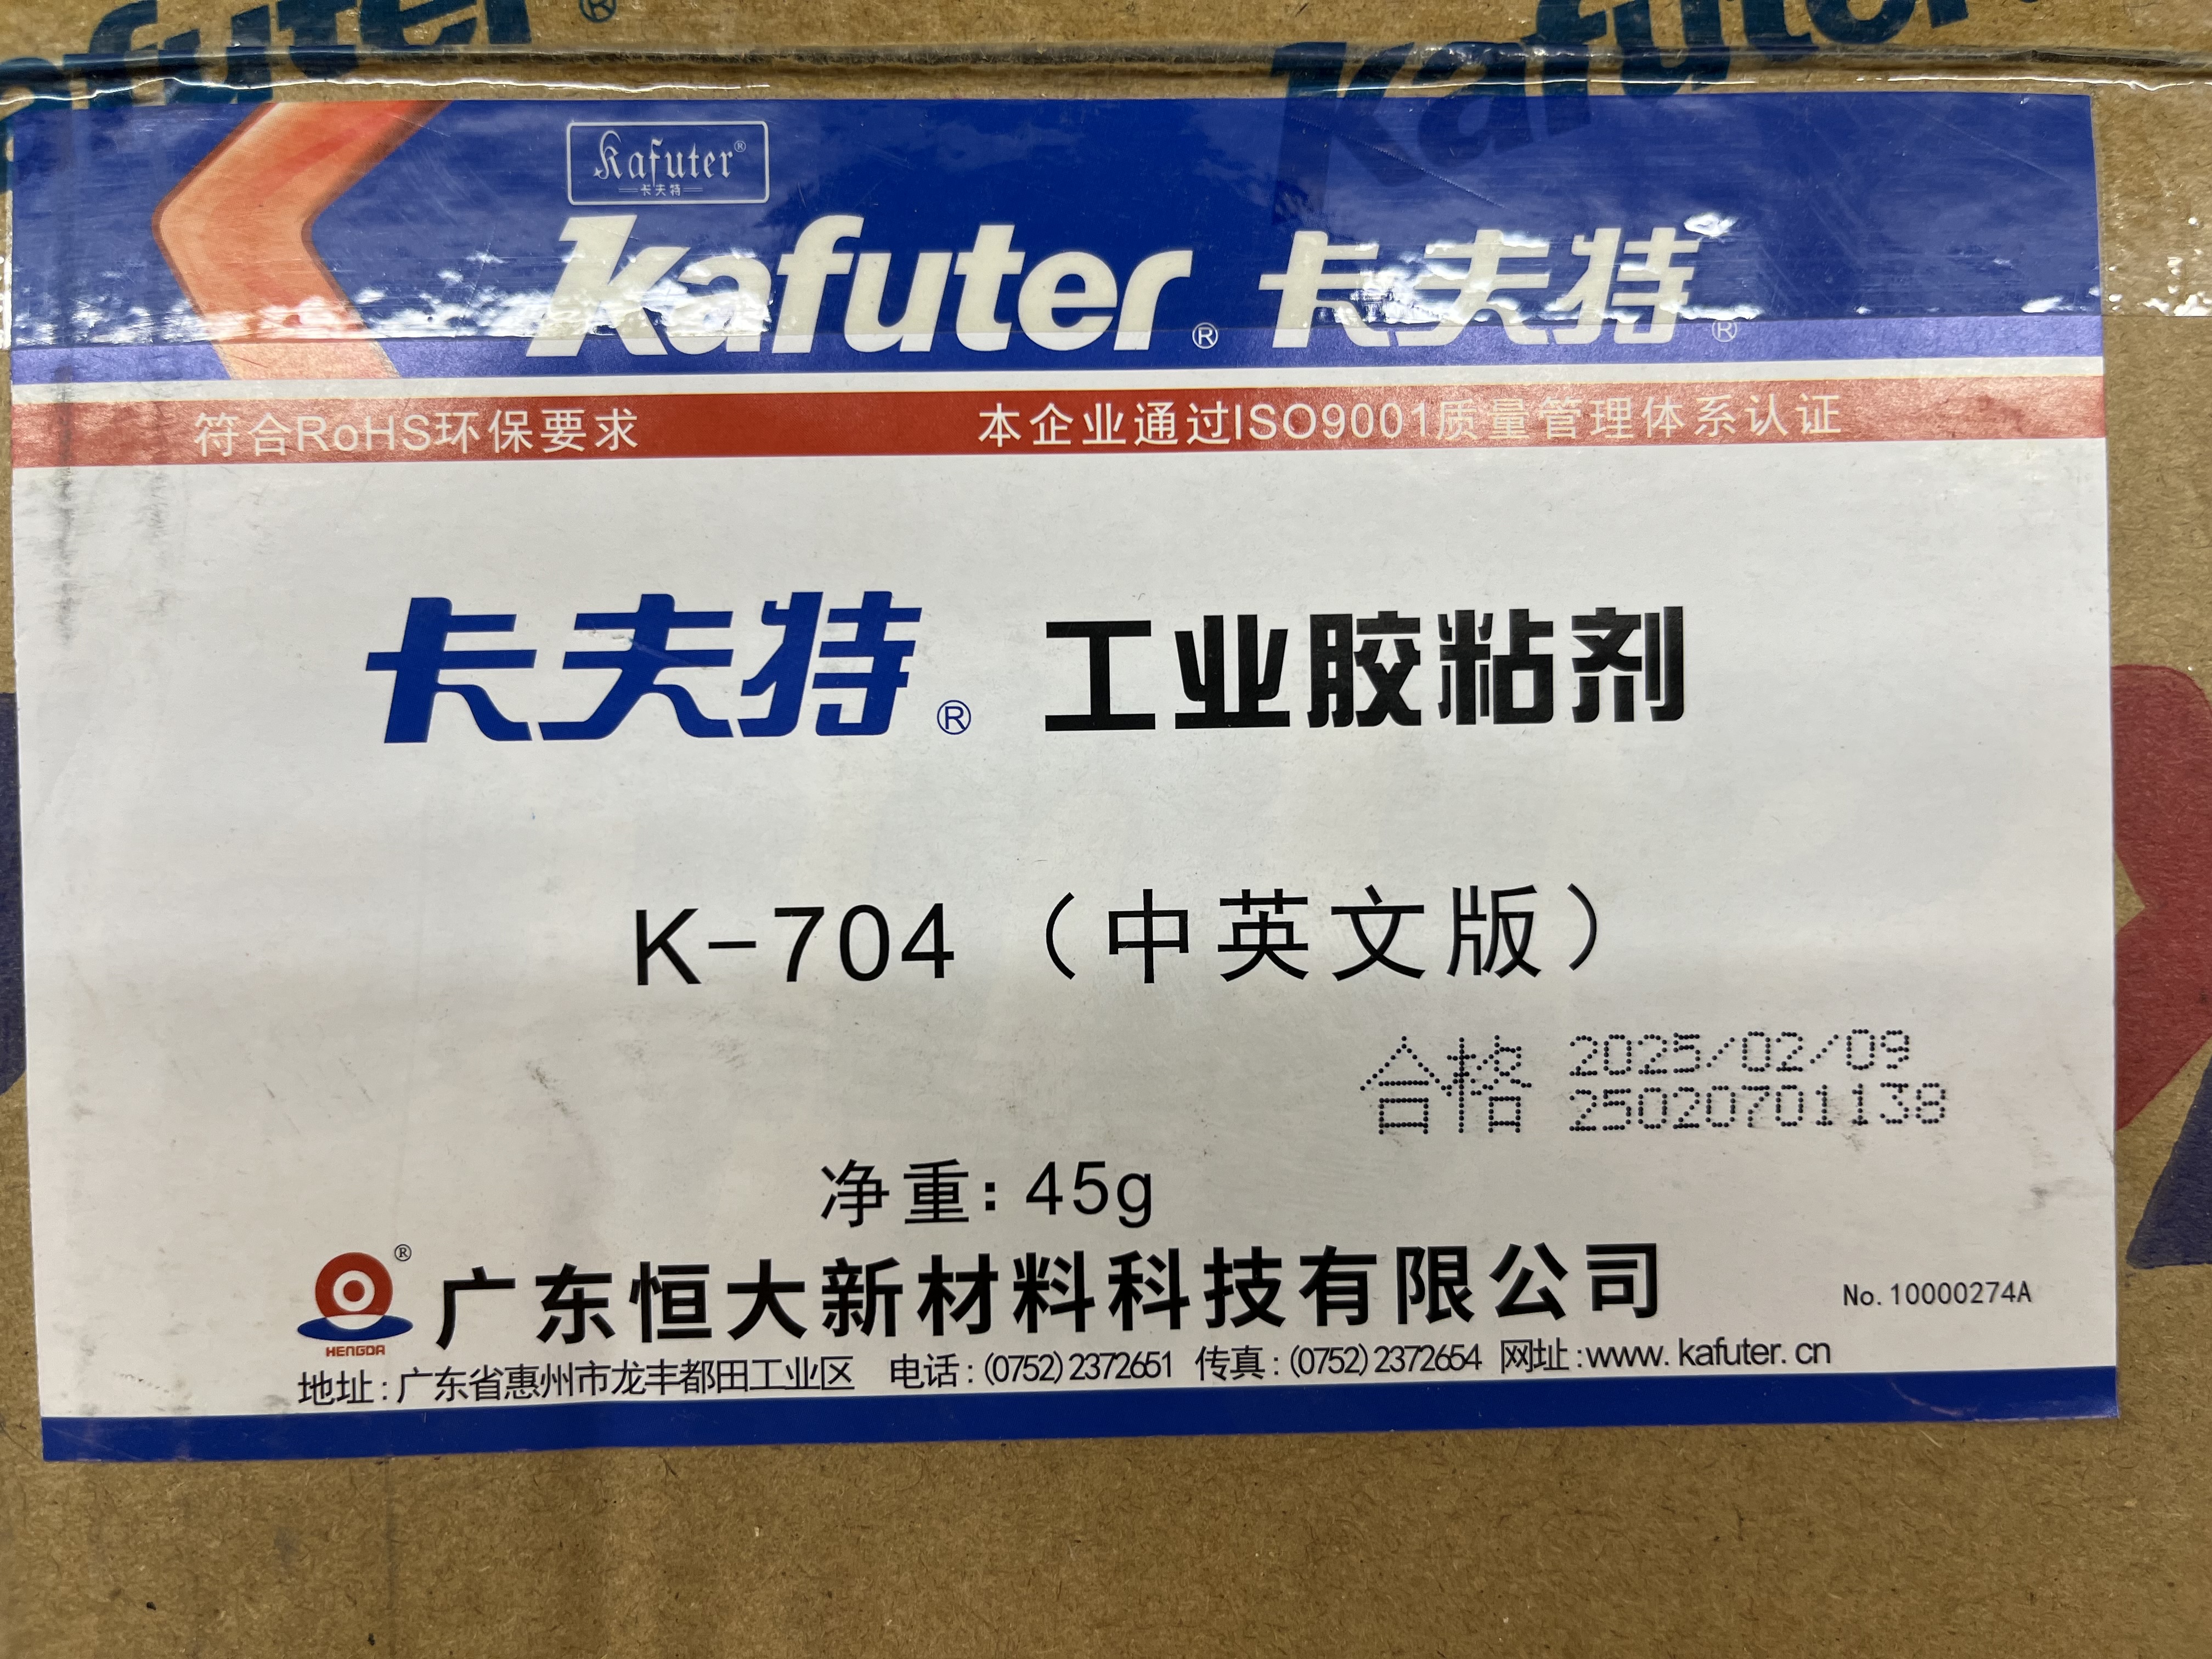 Kafuter®
Kafuter®
Kafuter®
卡夫特
Kafuter® 卡夫特®
符合RoHS环保要求 本企业通过ISO9001质量管理体系认证
卡夫特® 工业胶粘剂
K-704（中英文版）
合格 2025/02/09
25020701138
净重: 45g
® 广东恒大新材料科技有限公司
HENGDA
No.10000274A
地址:广东省惠州市龙丰都田工业区 电话:(0752)2372651 传真:(0752)2372654 网址:www.kafuter.cn